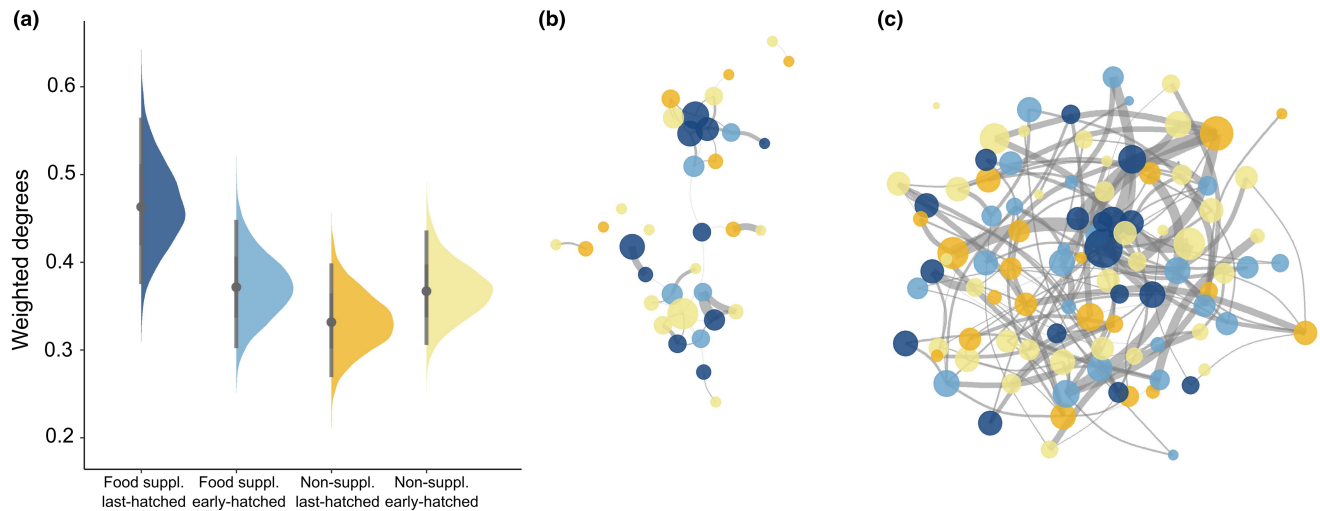 (a)
(b)
(c)
Weighted degrees
0.6
0.5
0.4
0.3
0.2
Food suppl.
last-hatched
Food suppl.
early-hatched
Non-suppl.
last-hatched
Non-suppl.
early-hatched